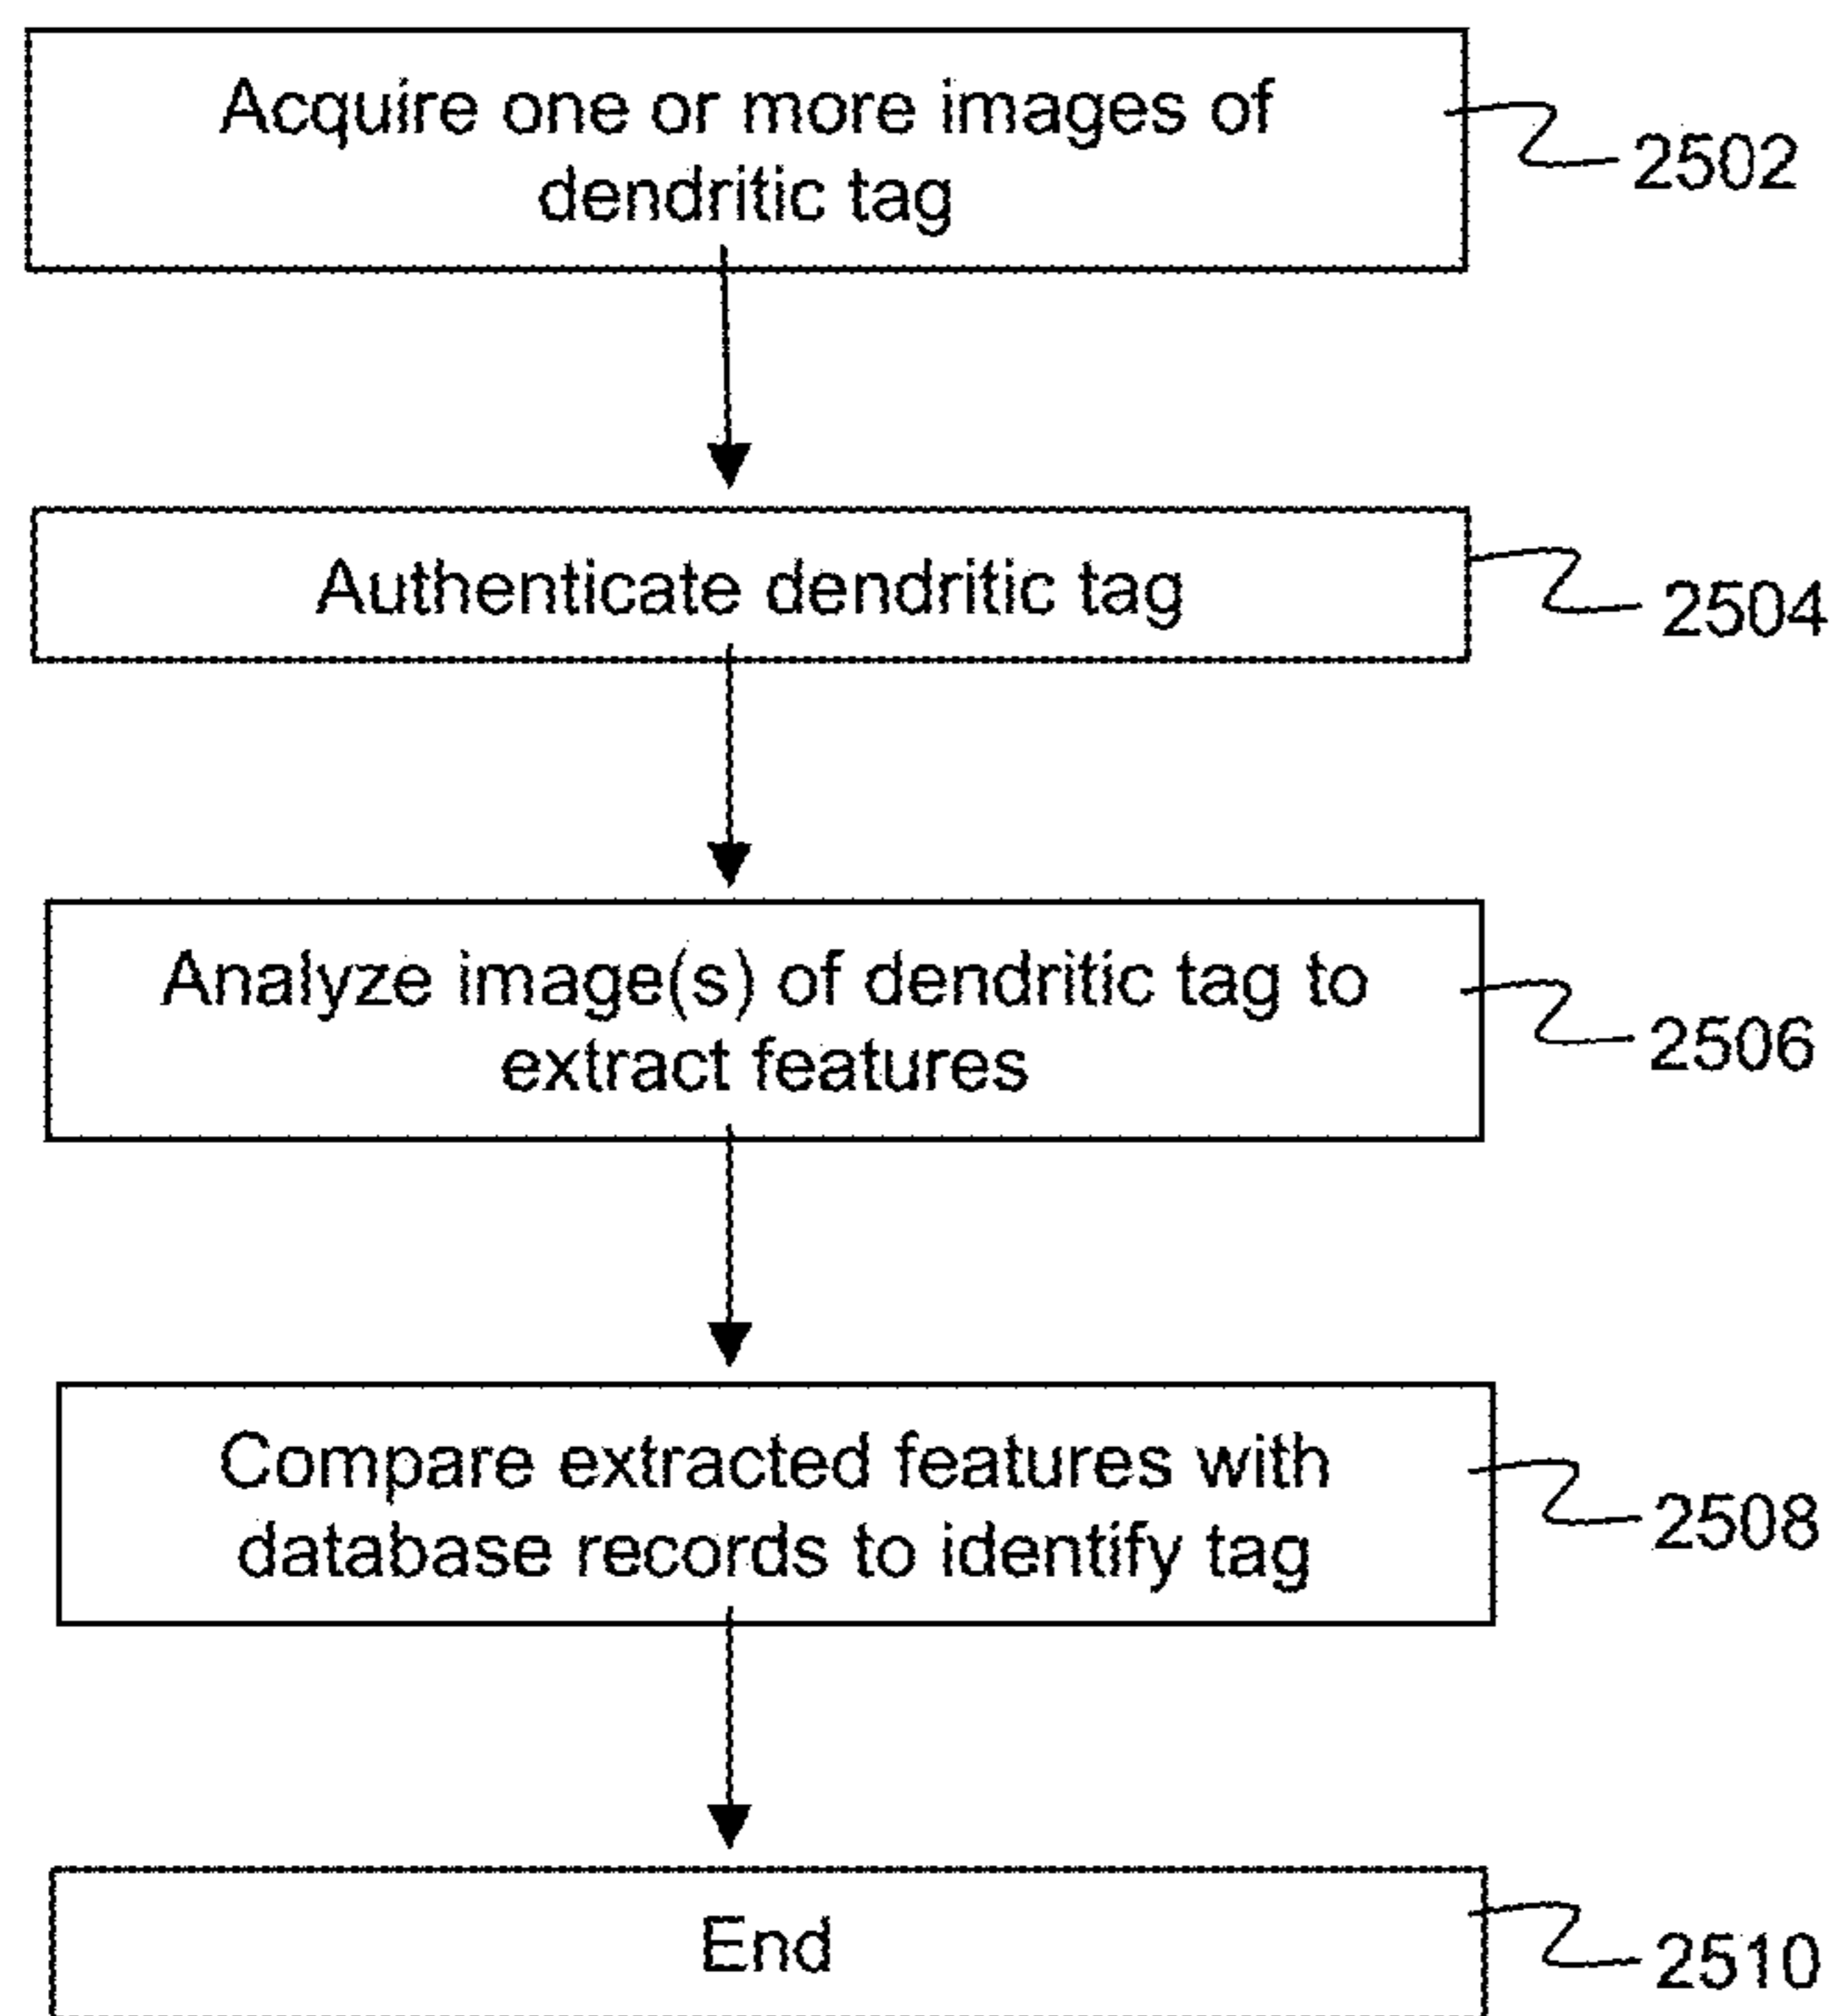 Acquire one or more images of
dendritic tag
2502
Authenticate dendritic tag
2504
Analyze image(s) of dendritic tag to
extract features
2506
Compare extracted features with
database records to identify tag
2508
End
2510